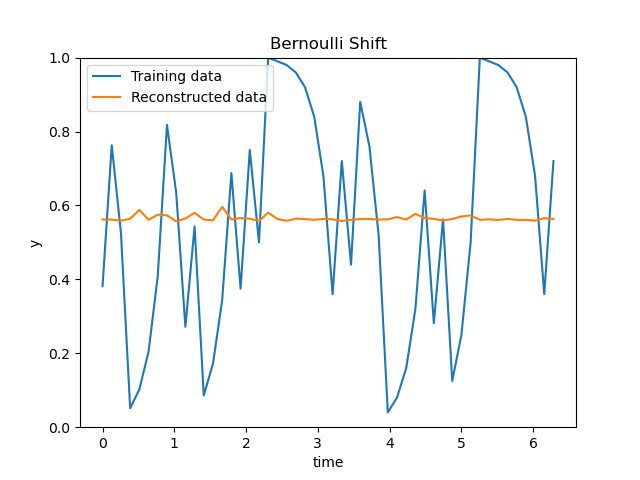 Bernoulli Shift
Training data
Reconstructed data
1.0
0.8
0.6
0.4
0.2
0.0
y
0 1 2 3 4 5 6
time